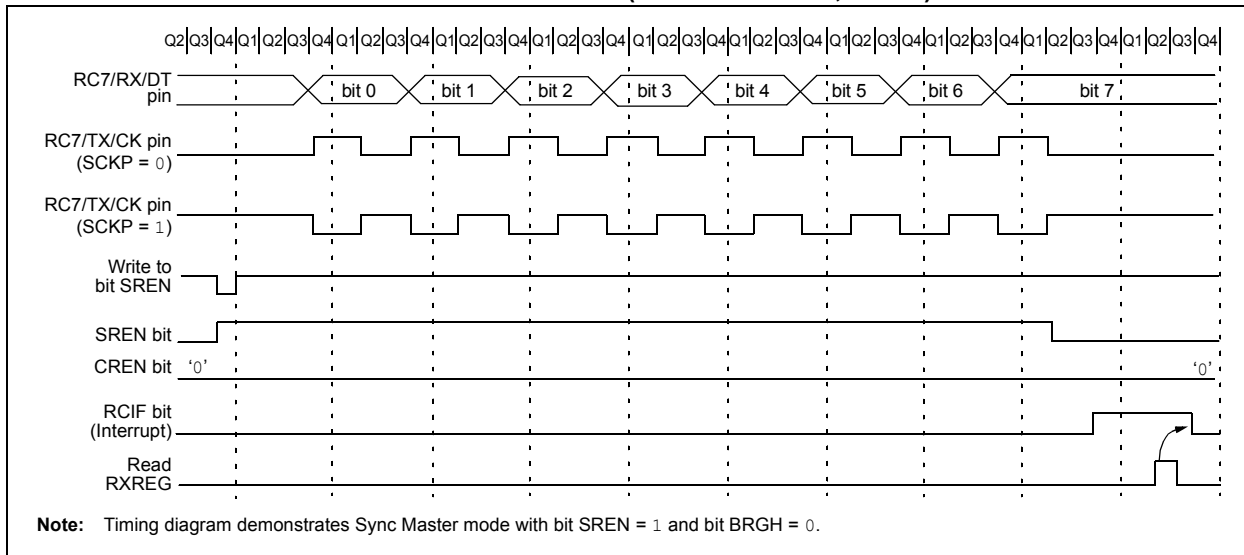 Q2 Q3 Q4 Q1 Q2 Q3 Q4 Q1 Q2 Q3 Q4 Q1 Q2 Q3 Q4 Q1 Q2 Q3 Q4 Q1 Q2 Q3 Q4 Q1 Q2 Q3 Q4 Q1 Q2 Q3 Q4 Q1 Q2 Q3 Q4 Q1 Q2 Q3 Q4 Q1 Q2 Q3 Q4
RC7/RX/DT
pin
bit 0 bit 1 bit 2 bit 3 bit 4 bit 5 bit 6 bit 7
RC7/TX/CK pin
(SCKP = 0)
RC7/TX/CK pin
(SCKP = 1)
Write to
bit SREN
SREN bit
CREN bit ‘0’ ‘0’
RCIF bit
(Interrupt)
Read
RXREG
Note: Timing diagram demonstrates Sync Master mode with bit SREN = 1 and bit BRGH = 0.